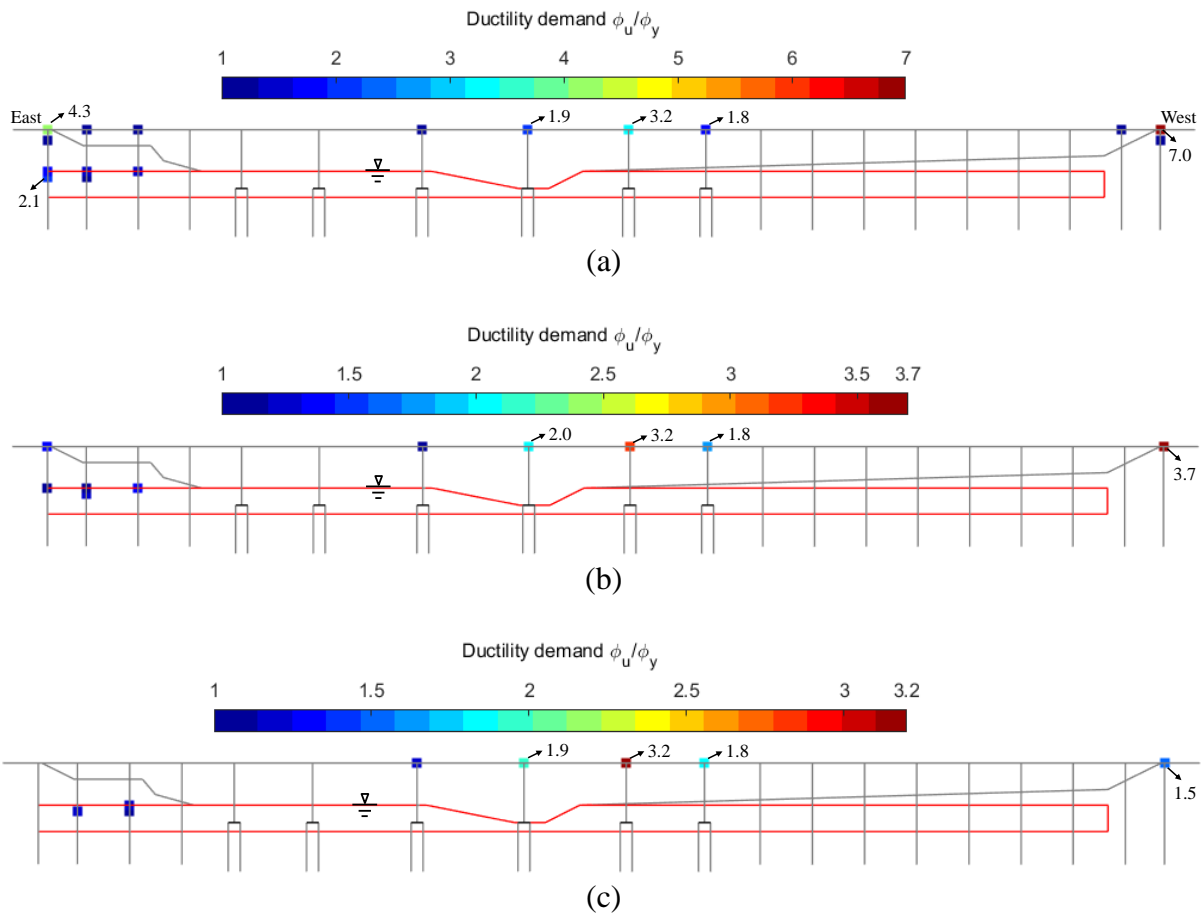 Ductility demand ϕu/ϕy
1 2 3 4 5 6 7
East 4.3 1.9 3.2 1.8 West
7.0
2.1
(a)
Ductility demand ϕu/ϕy
1 1.5 2 2.5 3 3.5 3.7
2.0 3.2 1.8
3.7
(b)
Ductility demand ϕu/ϕy
1 1.5 2 2.5 3 3.2
1.9 3.2 1.8
1.5
(c)